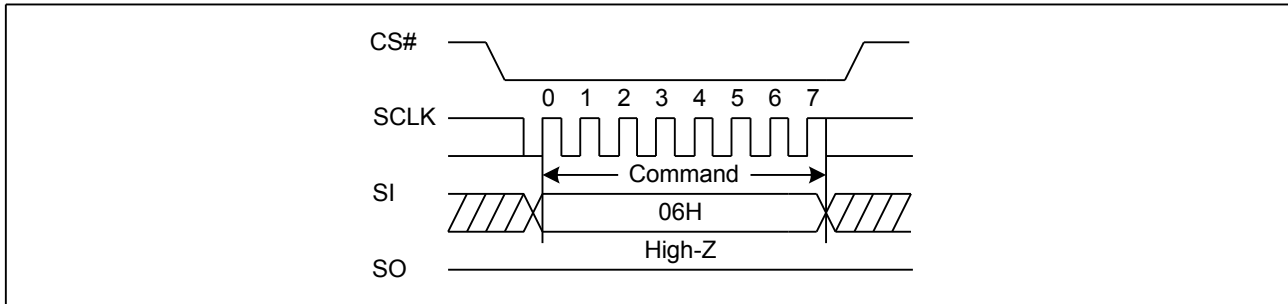 CS#
0 1 2 3 4 5 6 7
SCLK
Command
SI
06H
High-Z
SO